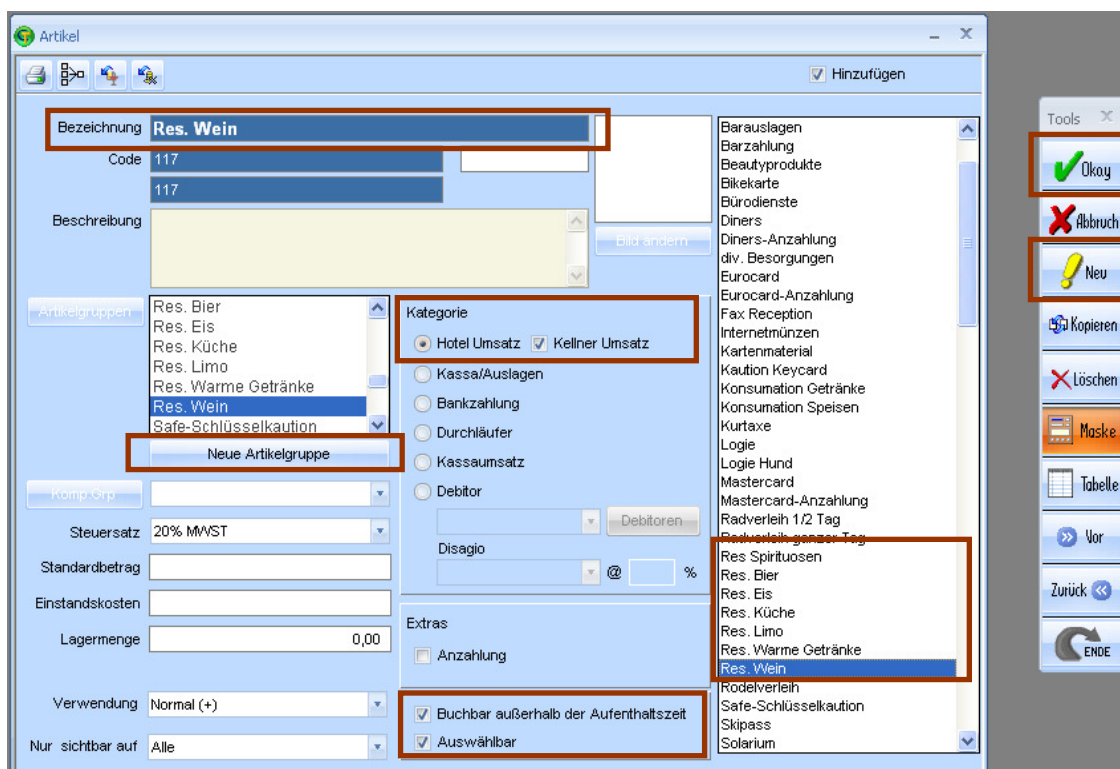 Artikel
Hinzufügen
Bezeichnung Res. Wein
Code 117
117
Beschreibung
Bild ändern
Artikelgruppen
Res. Bier
Res. Eis
Res. Küche
Res. Limo
Res. Warme Getränke
Res. Wein
Safe-Schlüsselkaution
Neue Artikelgruppe
Komp.Grp
Steuersatz 20% MWST
Standardbetrag
Einstandskosten
Lagermenge 0,00
Verwendung Normal (+)
Nur sichtbar auf Alle
Kategorie
Hotel Umsatz Kellner Umsatz
Kassa/Auslagen
Bankzahlung
Durchläufer
Kassaumsatz
Debitor
Debitoren
Disagio
@ %
Extras
Anzahlung
Buchbar außerhalb der Aufenthaltszeit
Auswählbar
Barauslagen
Barzahlung
Beautyprodukte
Bikekarte
Bürodienste
Diners
Diners-Anzahlung
div. Besorgungen
Eurocard
Eurocard-Anzahlung
Fax Reception
Internetmünzen
Kartenmaterial
Kaution Keycard
Konsumation Getränke
Konsumation Speisen
Kurtaxe
Logie
Logie Hund
Mastercard
Mastercard-Anzahlung
Radverleih 1/2 Tag
Radverleih ganzer Tag
Res Spirituosen
Res. Bier
Res. Eis
Res. Küche
Res. Limo
Res. Warme Getränke
Res. Wein
Rodelverleih
Safe-Schlüsselkaution
Skipass
Solarium
Tools
Okay
Abbruch
Neu
Kopieren
Löschen
Maske
Tabelle
Vor
Zurück
ENDE